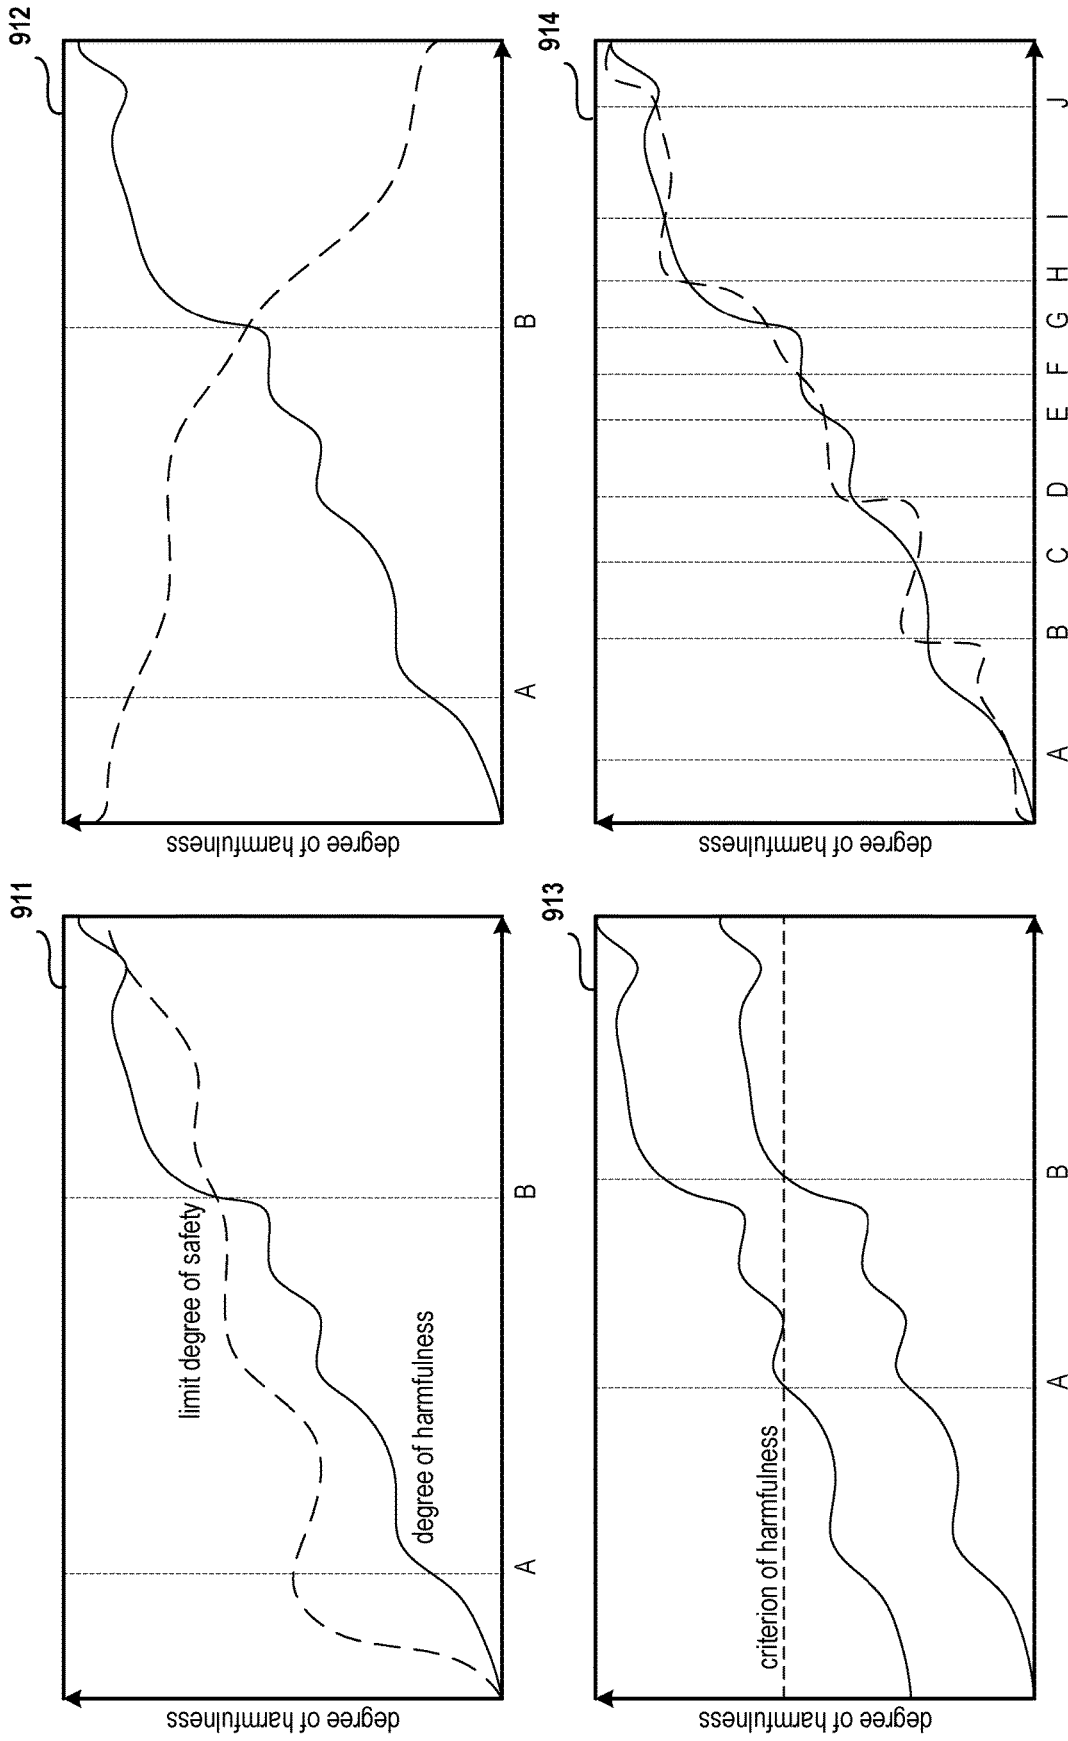 911
degree of harmfulness
limit degree of safety
degree of harmfulness
A
B
912
degree of harmfulness
A
B
913
degree of harmfulness
criterion of harmfulness
A
B
914
degree of harmfulness
A
B
C
D
E
F
G
H
I
J